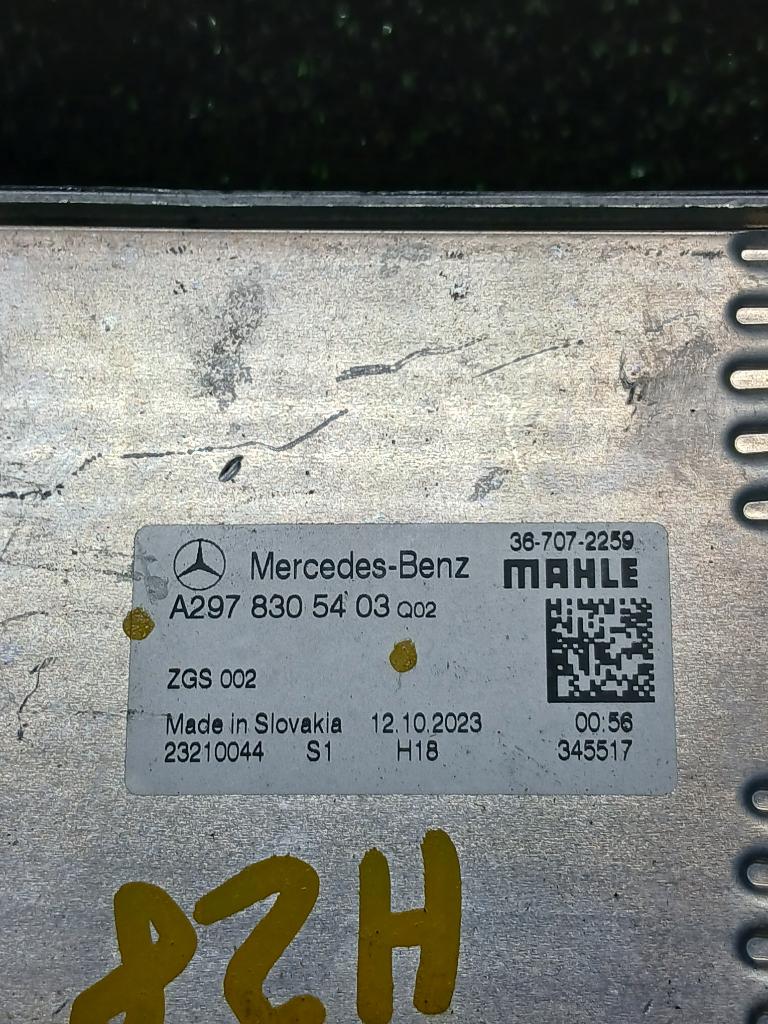 36-707-2259
Mercedes-Benz MAHLE
A297 830 54 03 Q02
ZGS 002
Made in Slovakia 12.10.2023 00:56
23210044 S1 H18 345517